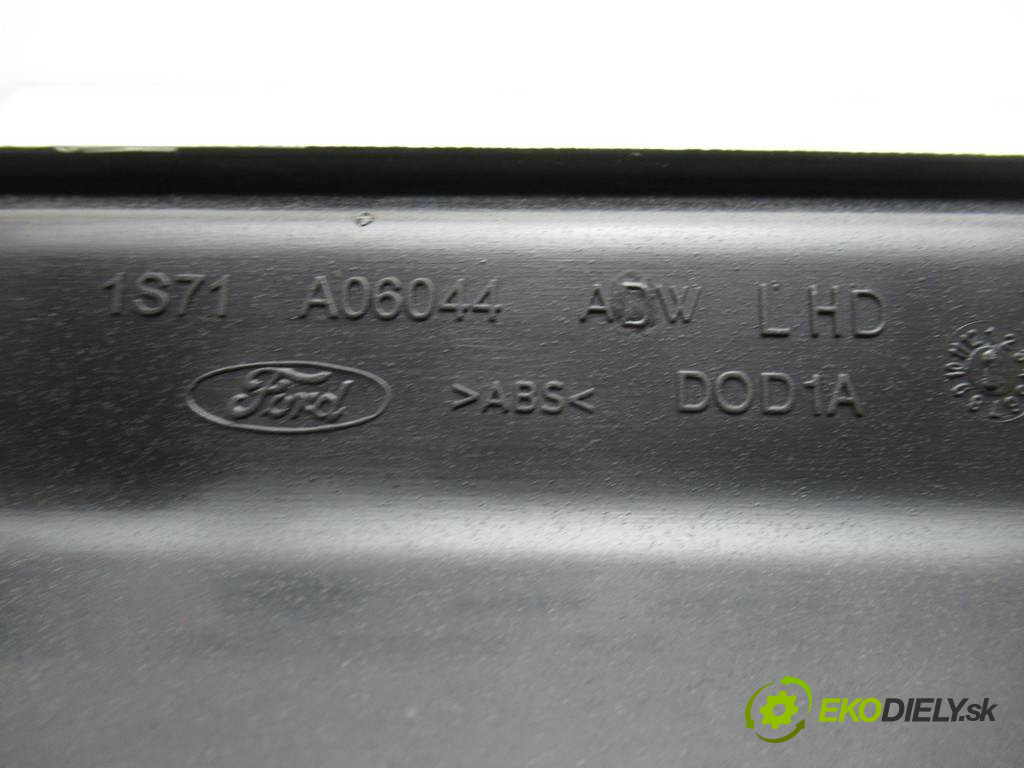 1S71 A06044 ADW LHD
Ford >ABS< DOD1A
EKODIELY.sk